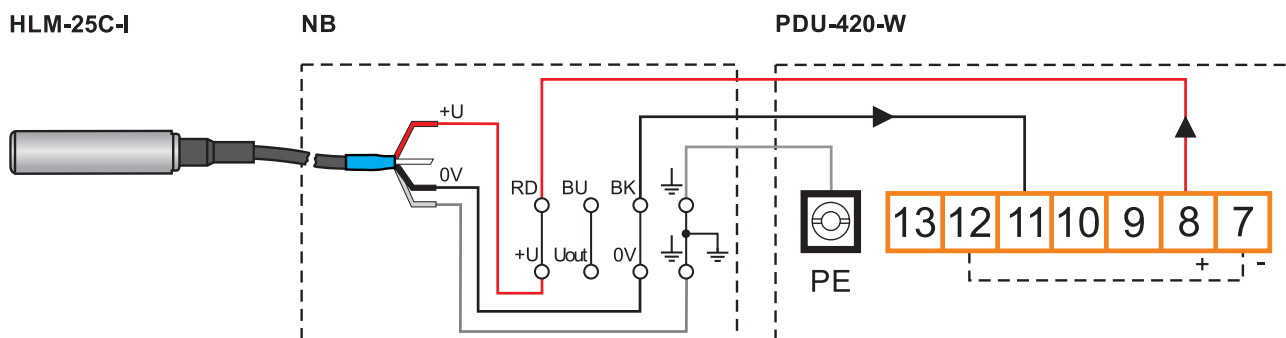 HLM-25C-I NB PDU-420-W
+U
0V
RD BU BK
+U Uout 0V
PE
13 12 11 10 9 8 7
+ -